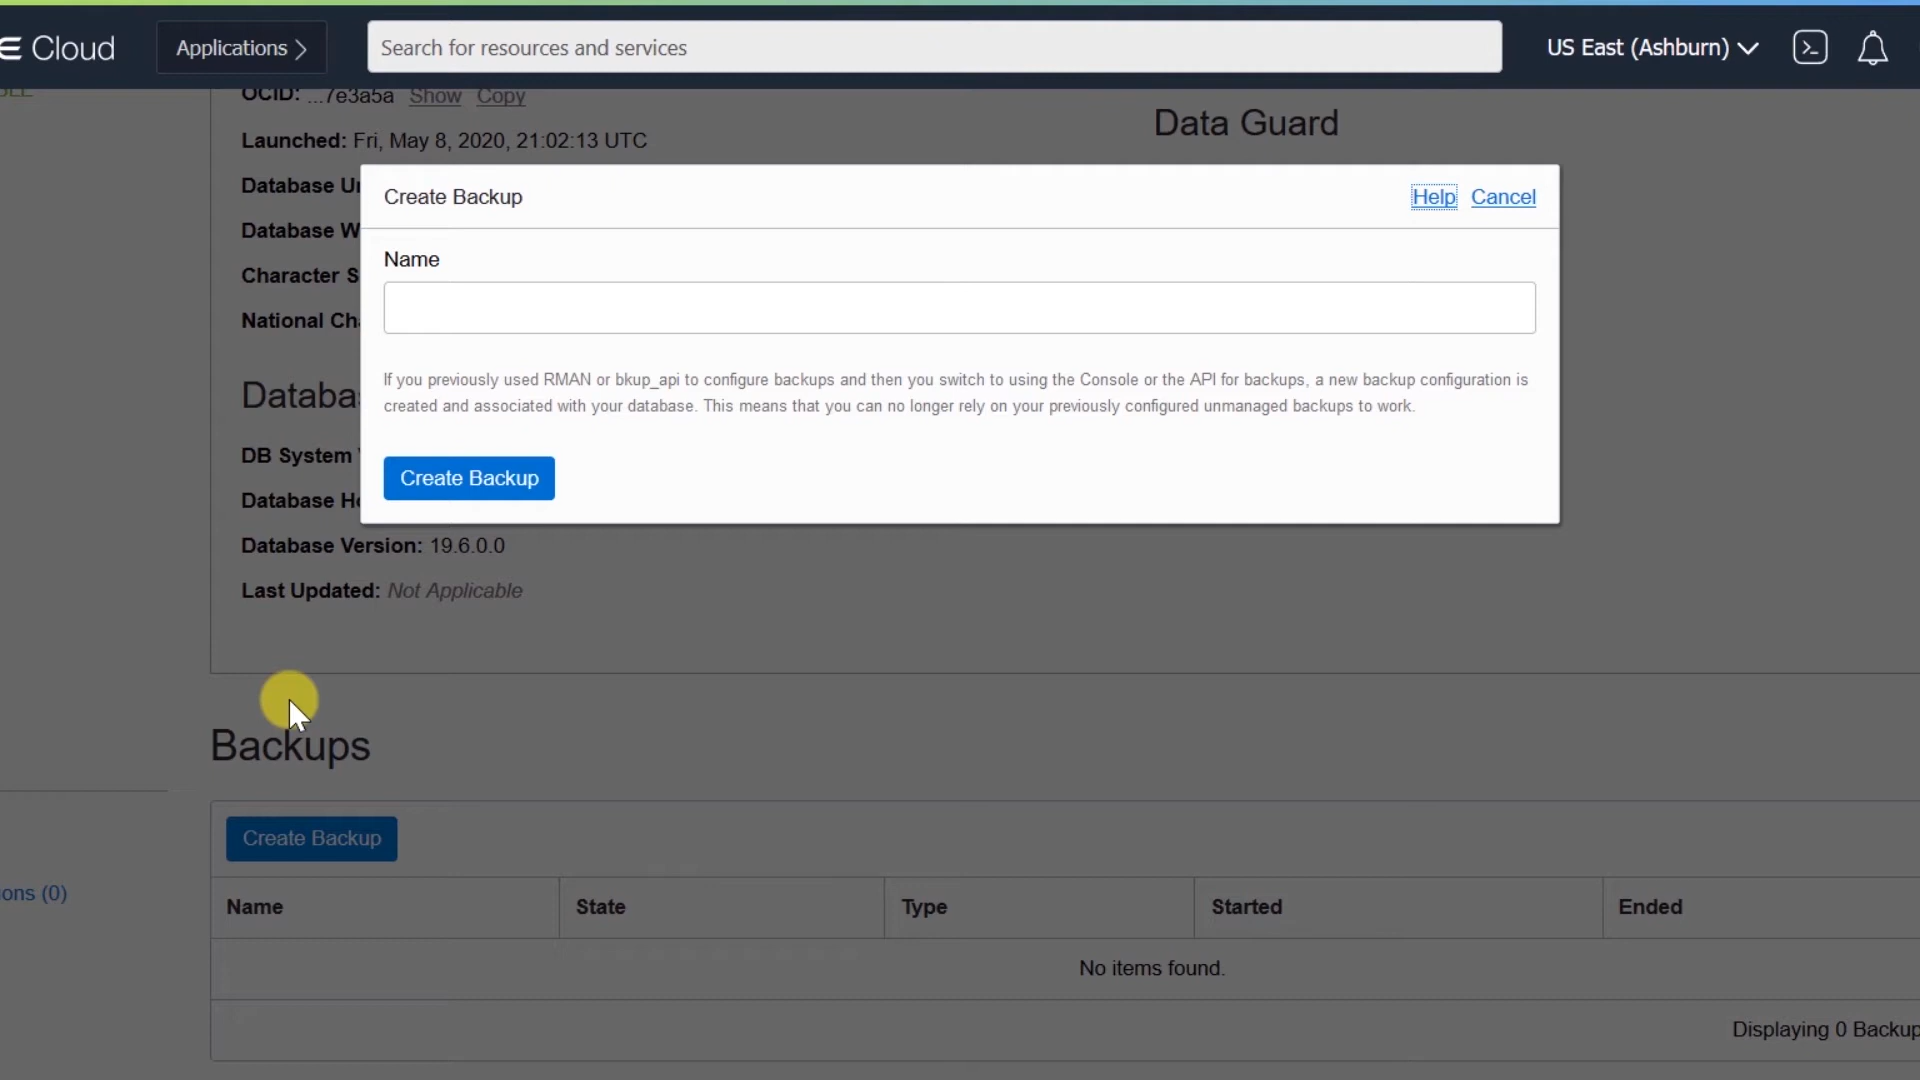 Cloud
Applications
Search for resources and services
US East (Ashburn)
OCID: ...7e3a5a Show Copy
Data Guard
Launched: Fri, May 8, 2020, 21:02:13 UTC
Database
Create Backup
Help Cancel
Database W
Name
Character S
National Cha
If you previously used RMAN or bkup_api to configure backups and then you switch to using the Console or the API for backups, a new backup configuration is
created and associated with your database. This means that you can no longer rely on your previously configured unmanaged backups to work.
Databa
DB System
Create Backup
Database Ho
Database Version: 19.6.0.0
Last Updated: Not Applicable
Backups
Create Backup
ons (0)
Name State Type Started Ended
No items found.
Displaying 0 Backup